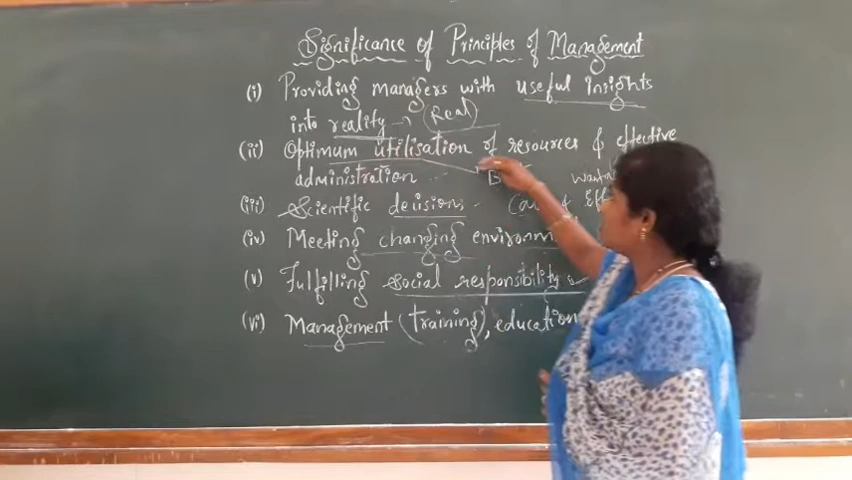 Significance of Principles of Management
(i) Providing managers with useful Insights
into reality → (Real)
(ii) Optimum utilisation of resources & effective
administration
(iii) Scientific decisions
(iv) Meeting changing environm
(v) Fulfilling social responsibility
(vi) Management (training), education